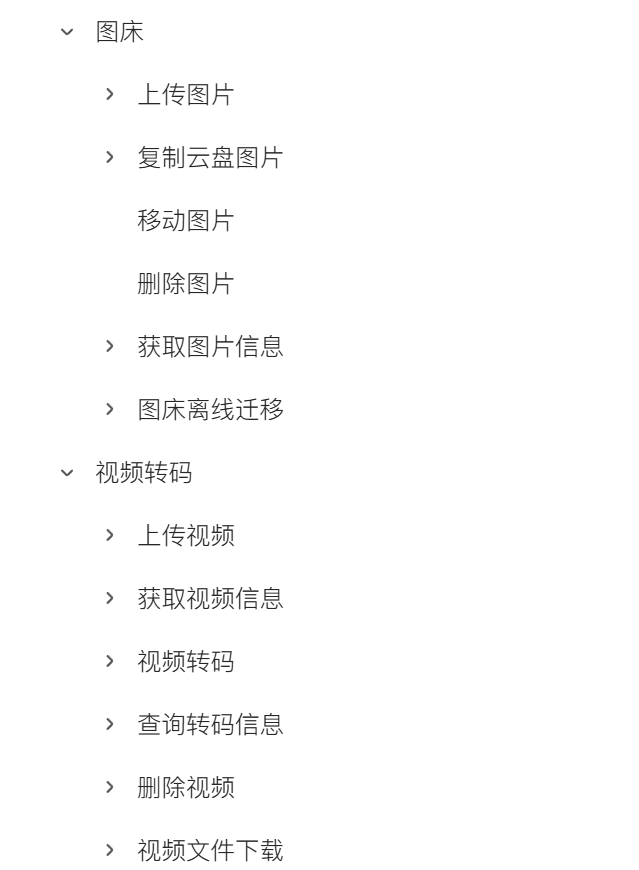 图床
上传图片
复制云盘图片
移动图片
删除图片
获取图片信息
图床离线迁移
视频转码
上传视频
获取视频信息
视频转码
查询转码信息
删除视频
视频文件下载